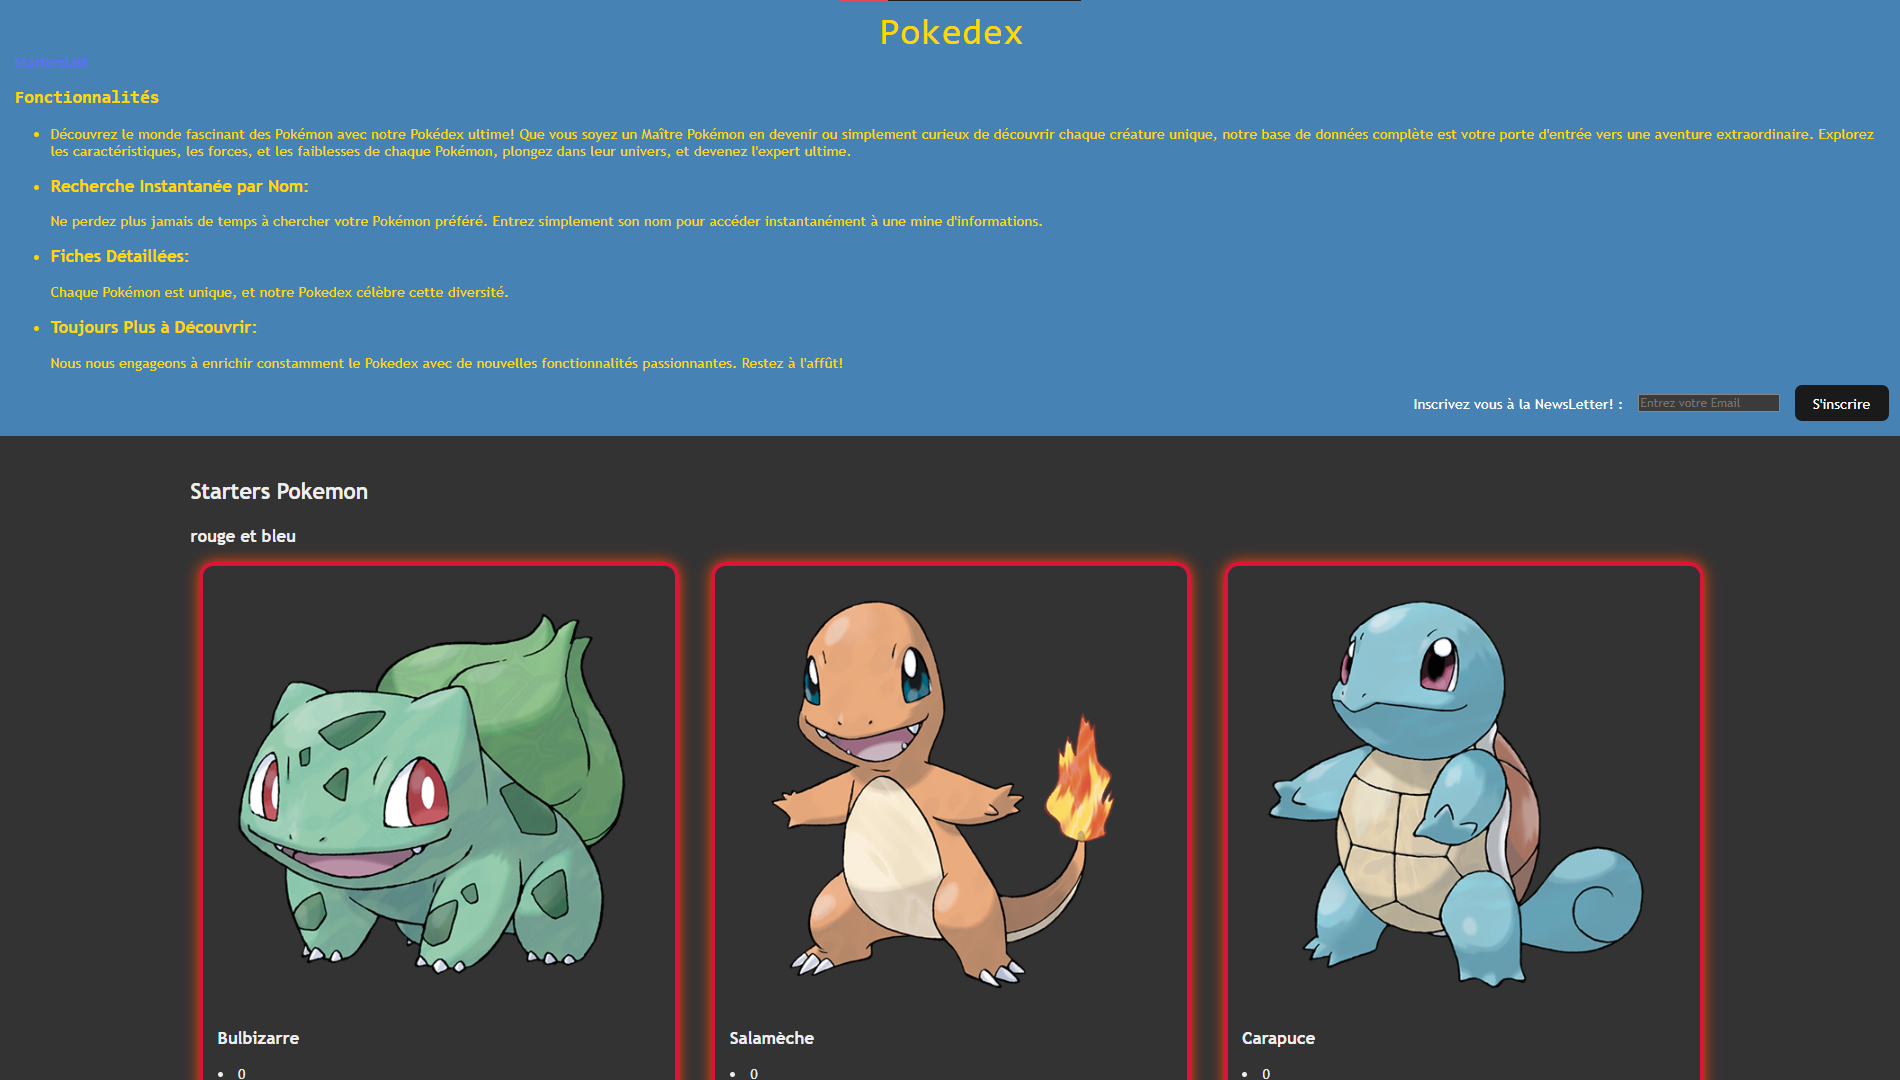 Pokedex
Fonctionnalités
• Découvrez le monde fascinant des Pokémon avec notre Pokédex ultime! Que vous soyez un Maître Pokémon en devenir ou simplement curieux de découvrir chaque créature unique, notre base de données complète est votre porte d'entrée vers une aventure extraordinaire. Explorez
les caractéristiques, les forces, et les faiblesses de chaque Pokémon, plongez dans leur univers, et devenez l'expert ultime.
• Recherche Instantanée par Nom:
Ne perdez plus jamais de temps à chercher votre Pokémon préféré. Entrez simplement son nom pour accéder instantanément à une mine d'informations.
• Fiches Détaillées:
Chaque Pokémon est unique, et notre Pokedex célèbre cette diversité.
• Toujours Plus à Découvrir:
Nous nous engageons à enrichir constamment le Pokedex avec de nouvelles fonctionnalités passionnantes. Restez à l'affût!
Inscrivez vous à la NewsLetter! : Entrez votre Email S'inscrire
Starters Pokemon
rouge et bleu
Bulbizarre
• 0
Salamèche
• 0
Carapuce
• 0